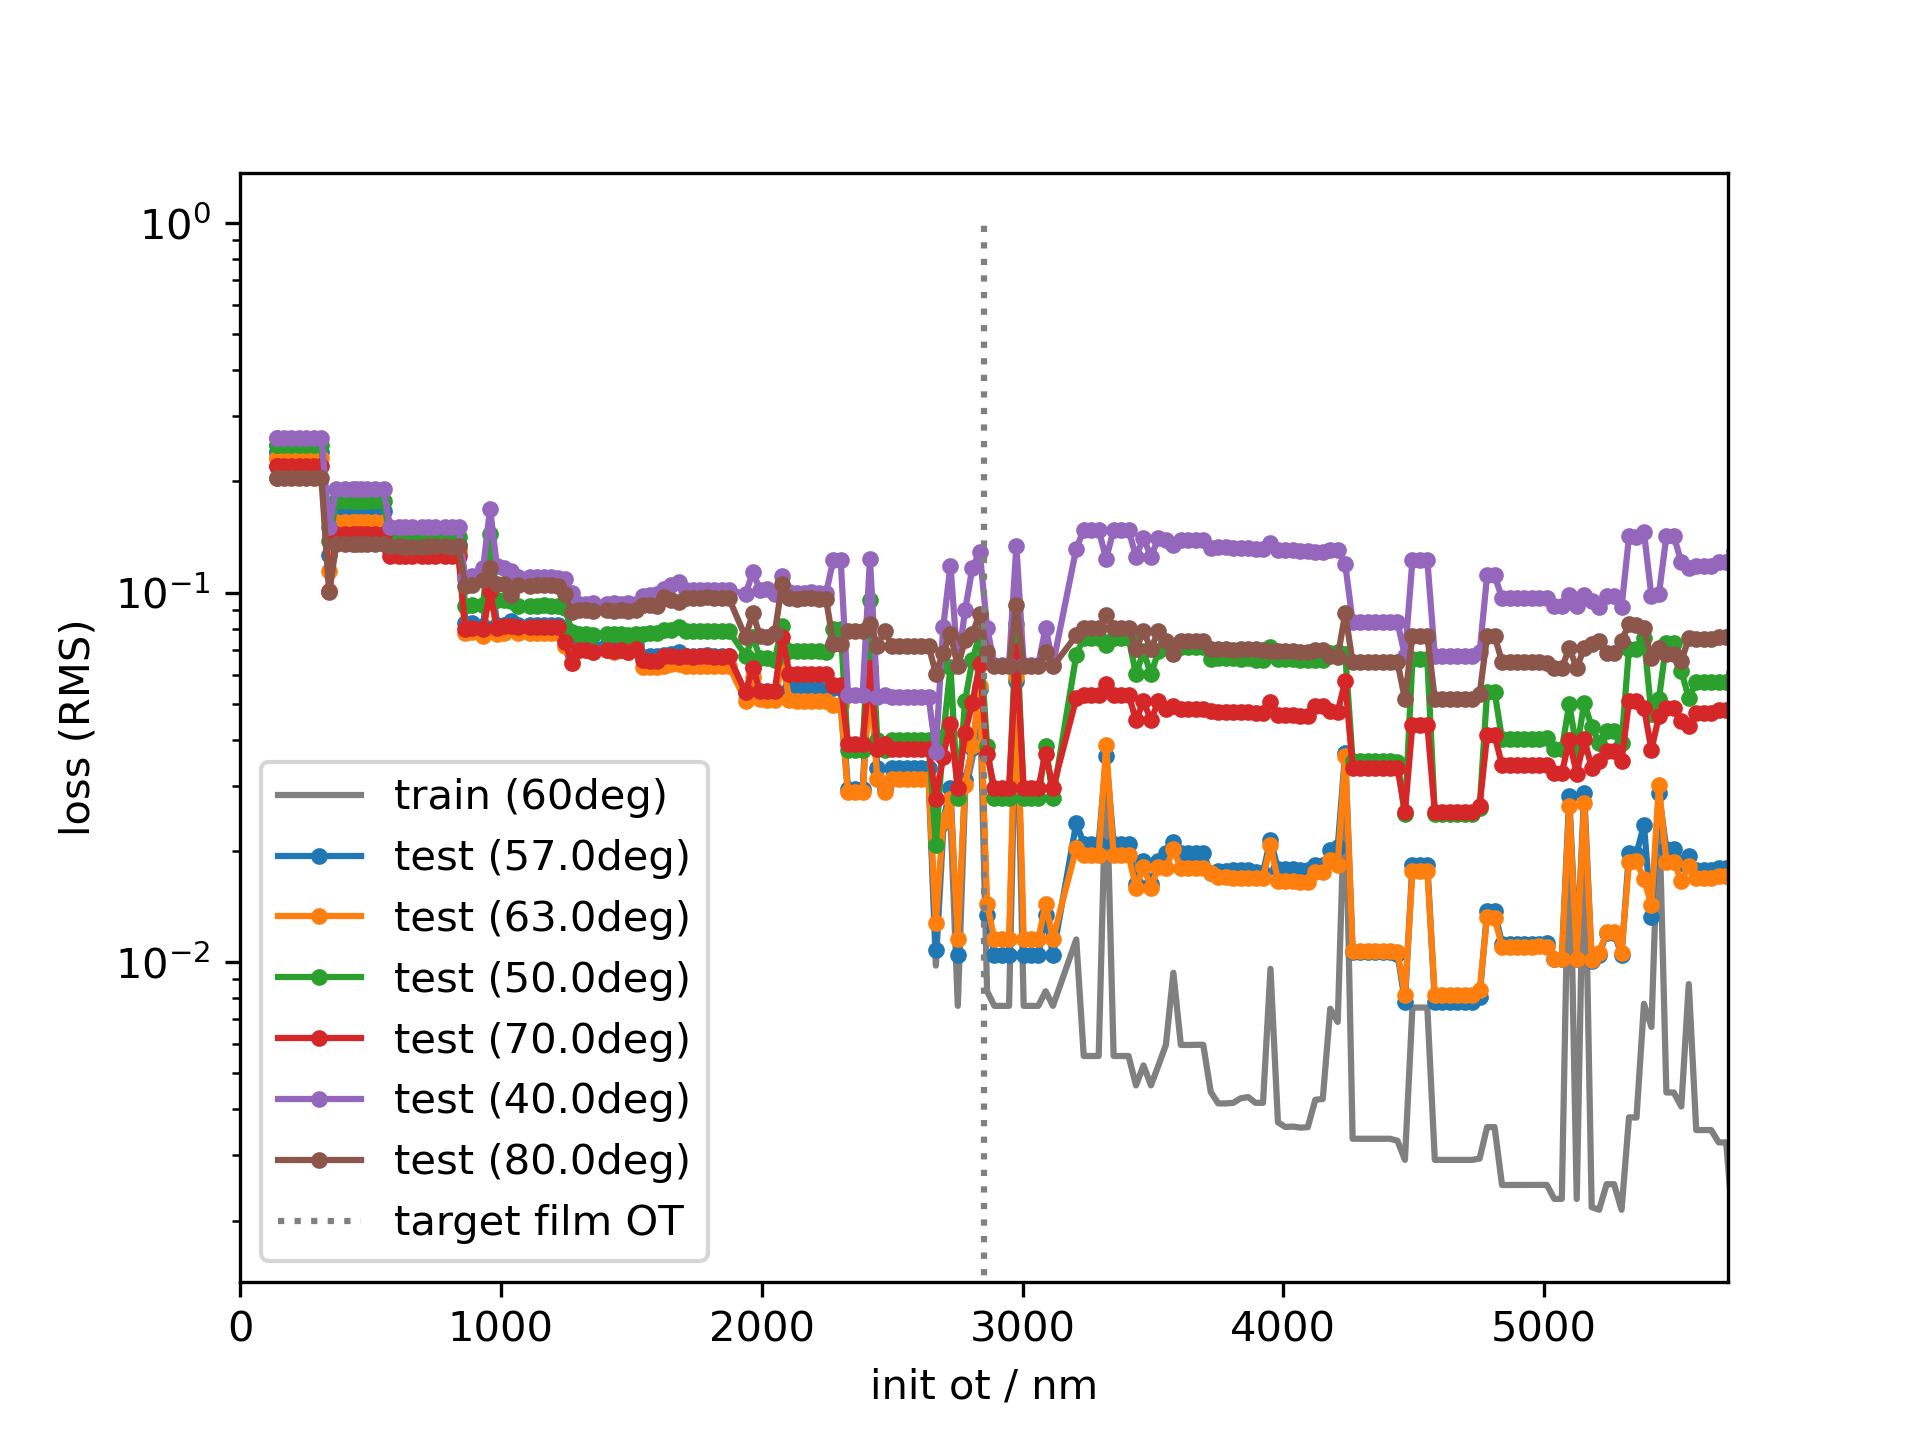 10⁰
10⁻¹
10⁻²
loss (RMS)
train (60deg)
test (57.0deg)
test (63.0deg)
test (50.0deg)
test (70.0deg)
test (40.0deg)
test (80.0deg)
target film OT
0 1000 2000 3000 4000 5000
init ot / nm